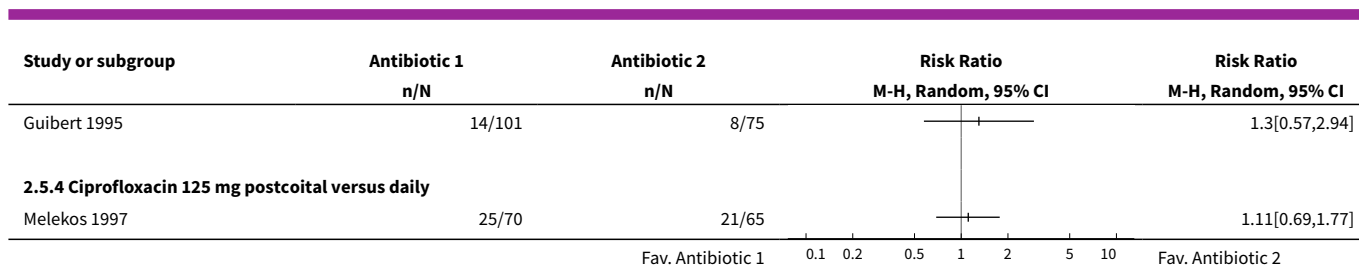 Study or subgroup Antibiotic 1 Antibiotic 2 Risk Ratio Risk Ratio
n/N n/N M-H, Random, 95% CI M-H, Random, 95% CI
Guibert 1995 14/101 8/75 1.3[0.57,2.94]
2.5.4 Ciprofloxacin 125 mg postcoital versus daily
Melekos 1997 25/70 21/65 1.11[0.69,1.77]
Fav. Antibiotic 1 0.1 0.2 0.5 1 2 5 10 Fav. Antibiotic 2